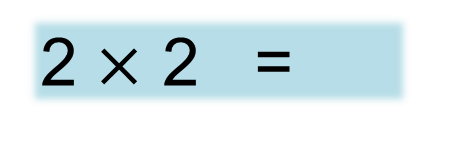 2 × 2 =